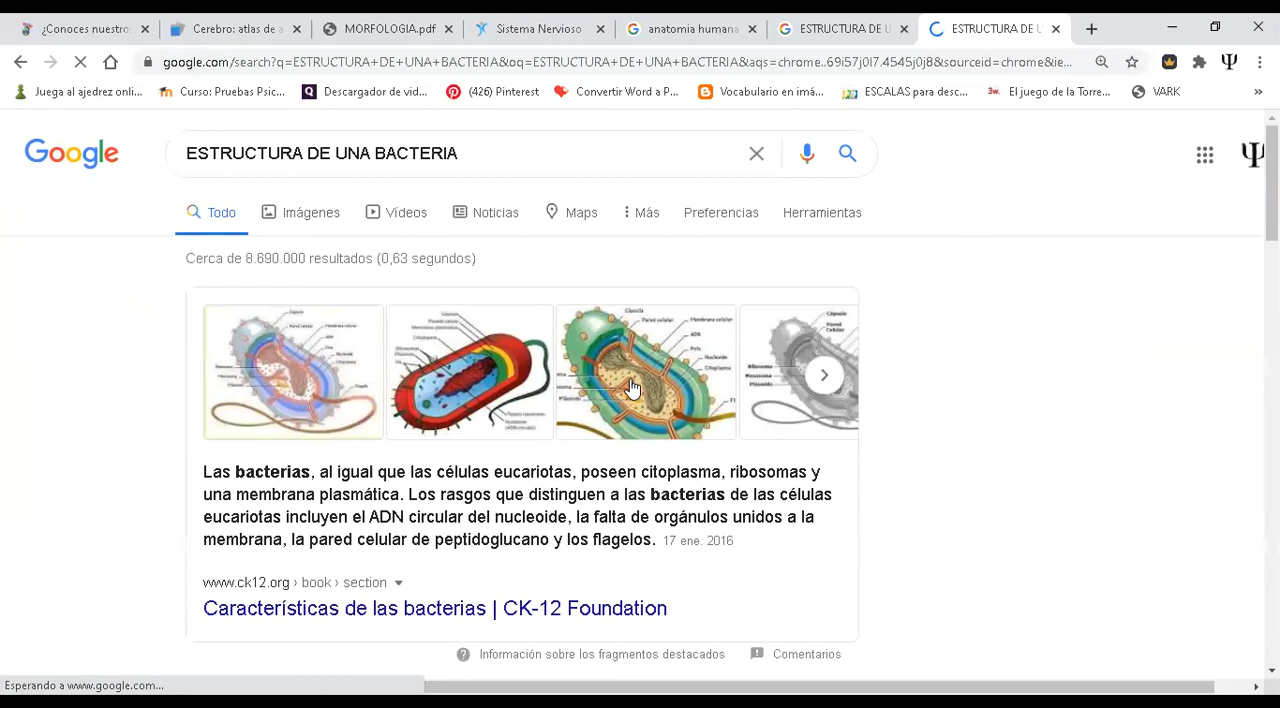 ¿Conoces nuestro
Cerebro: atlas de a
MORFOLOGIA.pdf
Sistema Nervioso
anatomia humana
ESTRUCTURA DE U
ESTRUCTURA DE U
google.com/search?q=ESTRUCTURA+DE+UNA+BACTERIA&oq=ESTRUCTURA+DE+UNA+BACTERIA&aqs=chrome..69i57j0l7.4545j0j8&sourceid=chrome&ie...
Juega al ajedrez onli...
Curso: Pruebas Psic...
Descargador de vid...
(426) Pinterest
Convertir Word a P...
Vocabulario en imá...
ESCALAS para desc...
3w. El juego de la Torre...
VARK
»
Google
ESTRUCTURA DE UNA BACTERIA
Ψ
Todo
Imágenes
Vídeos
Noticias
Maps
Más
Preferencias
Herramientas
Cerca de 8.690.000 resultados (0,63 segundos)
Las bacterias, al igual que las células eucariotas, poseen citoplasma, ribosomas y
una membrana plasmática. Los rasgos que distinguen a las bacterias de las células
eucariotas incluyen el ADN circular del nucleoide, la falta de orgánulos unidos a la
membrana, la pared celular de peptidoglucano y los flagelos. 17 ene. 2016
www.ck12.org › book › section
Características de las bacterias | CK-12 Foundation
Información sobre los fragmentos destacados
Comentarios
Esperando a www.google.com...